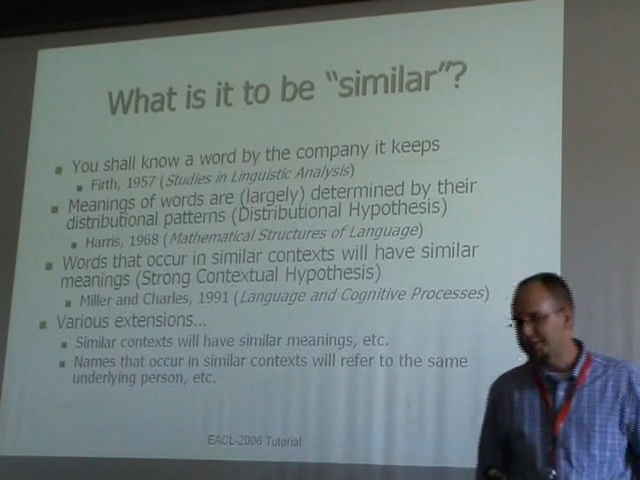 What is it to be “similar”?
You shall know a word by the company it keeps
Firth, 1957 (Studies in Linguistic Analysis)
Meanings of words are (largely) determined by their
distributional patterns (Distributional Hypothesis)
Harris, 1968 (Mathematical Structures of Language)
Words that occur in similar contexts will have similar
meanings (Strong Contextual Hypothesis)
Miller and Charles, 1991 (Language and Cognitive Processes)
Various extensions...
Similar contexts will have similar meanings, etc.
Names that occur in similar contexts will refer to the same
underlying person, etc.
EACL-2006 Tutorial